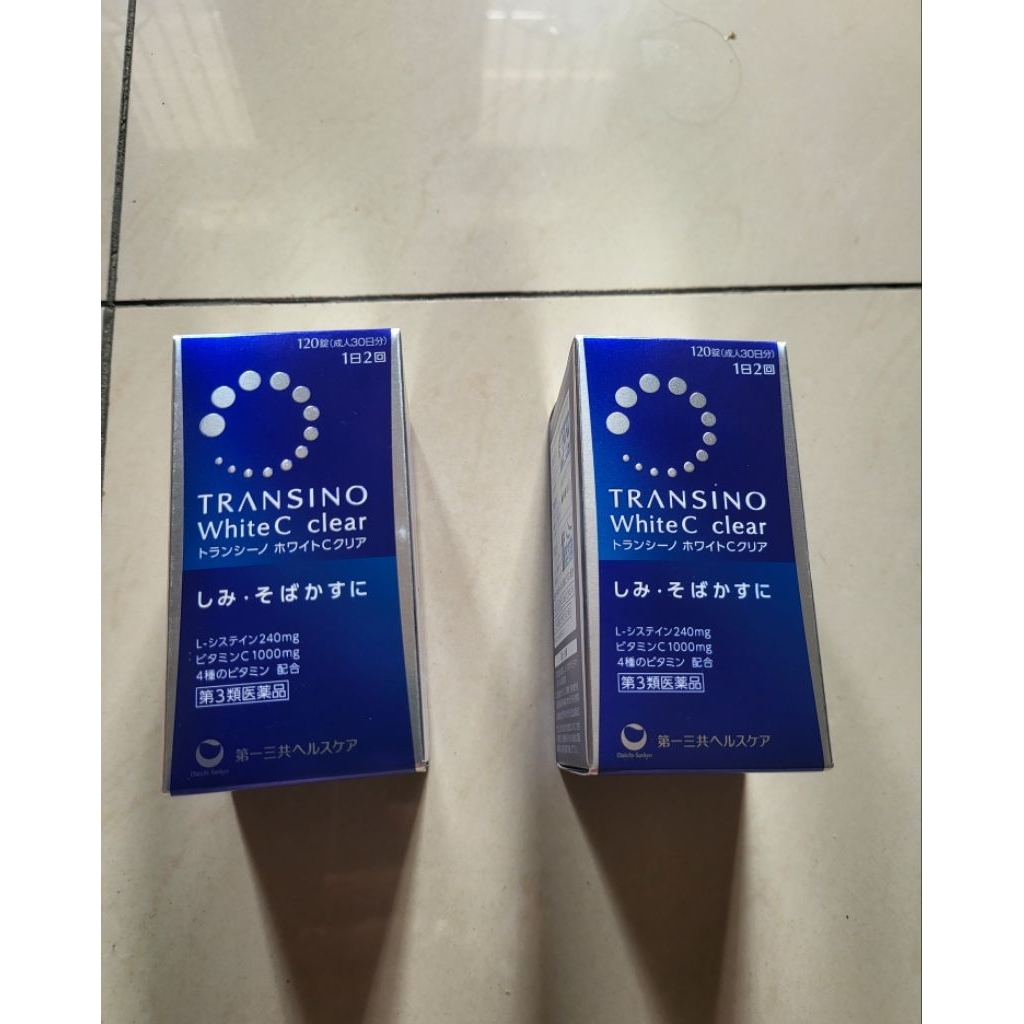 120錠(成人30日分)
1日2回
TRANSINO
White C clear
トランシーノ ホワイトCクリア
しみ・そばかすに
L-システイン240mg
ビタミンC1000mg
4種のビタミン 配合
第3類医薬品
第一三共ヘルスケア
Daiichi-Sankyo
120錠(成人30日分)
1日2回
TRANSINO
White C clear
トランシーノ ホワイトCクリア
しみ・そばかすに
L-システイン240mg
ビタミンC1000mg
4種のビタミン 配合
第3類医薬品
第一三共ヘルスケア
Daiichi-Sankyo